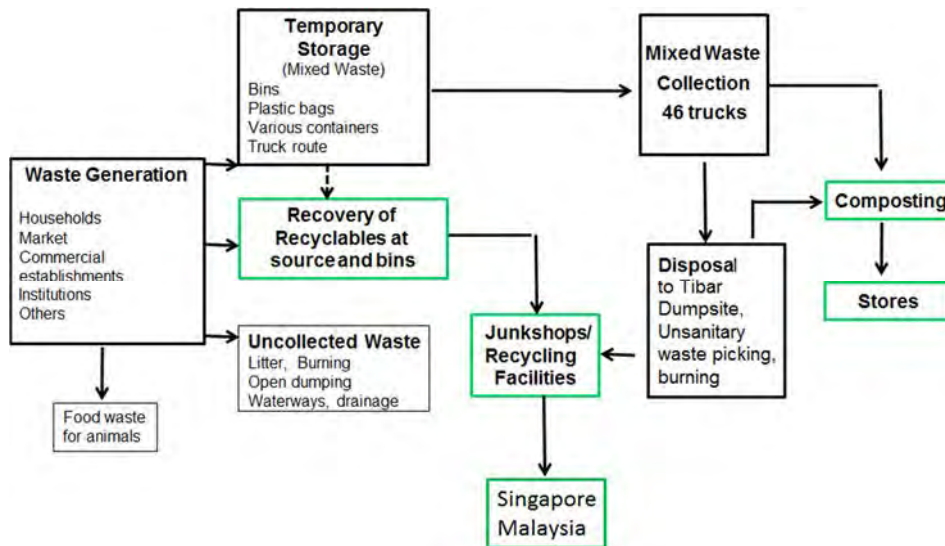 Temporary
Storage
(Mixed Waste)
Bins
Plastic bags
Various containers
Truck route
Mixed Waste
Collection
46 trucks
Waste Generation
Households
Market
Commercial
establishments
Institutions
Others
Recovery of
Recyclables at
source and bins
Composting
Disposal
to Tibar
Dumpsite,
Unsanitary
waste picking,
burning
Stores
Uncollected Waste
Litter, Burning
Open dumping
Waterways, drainage
Junkshops/
Recycling
Facilities
Food waste
for animals
Singapore
Malaysia